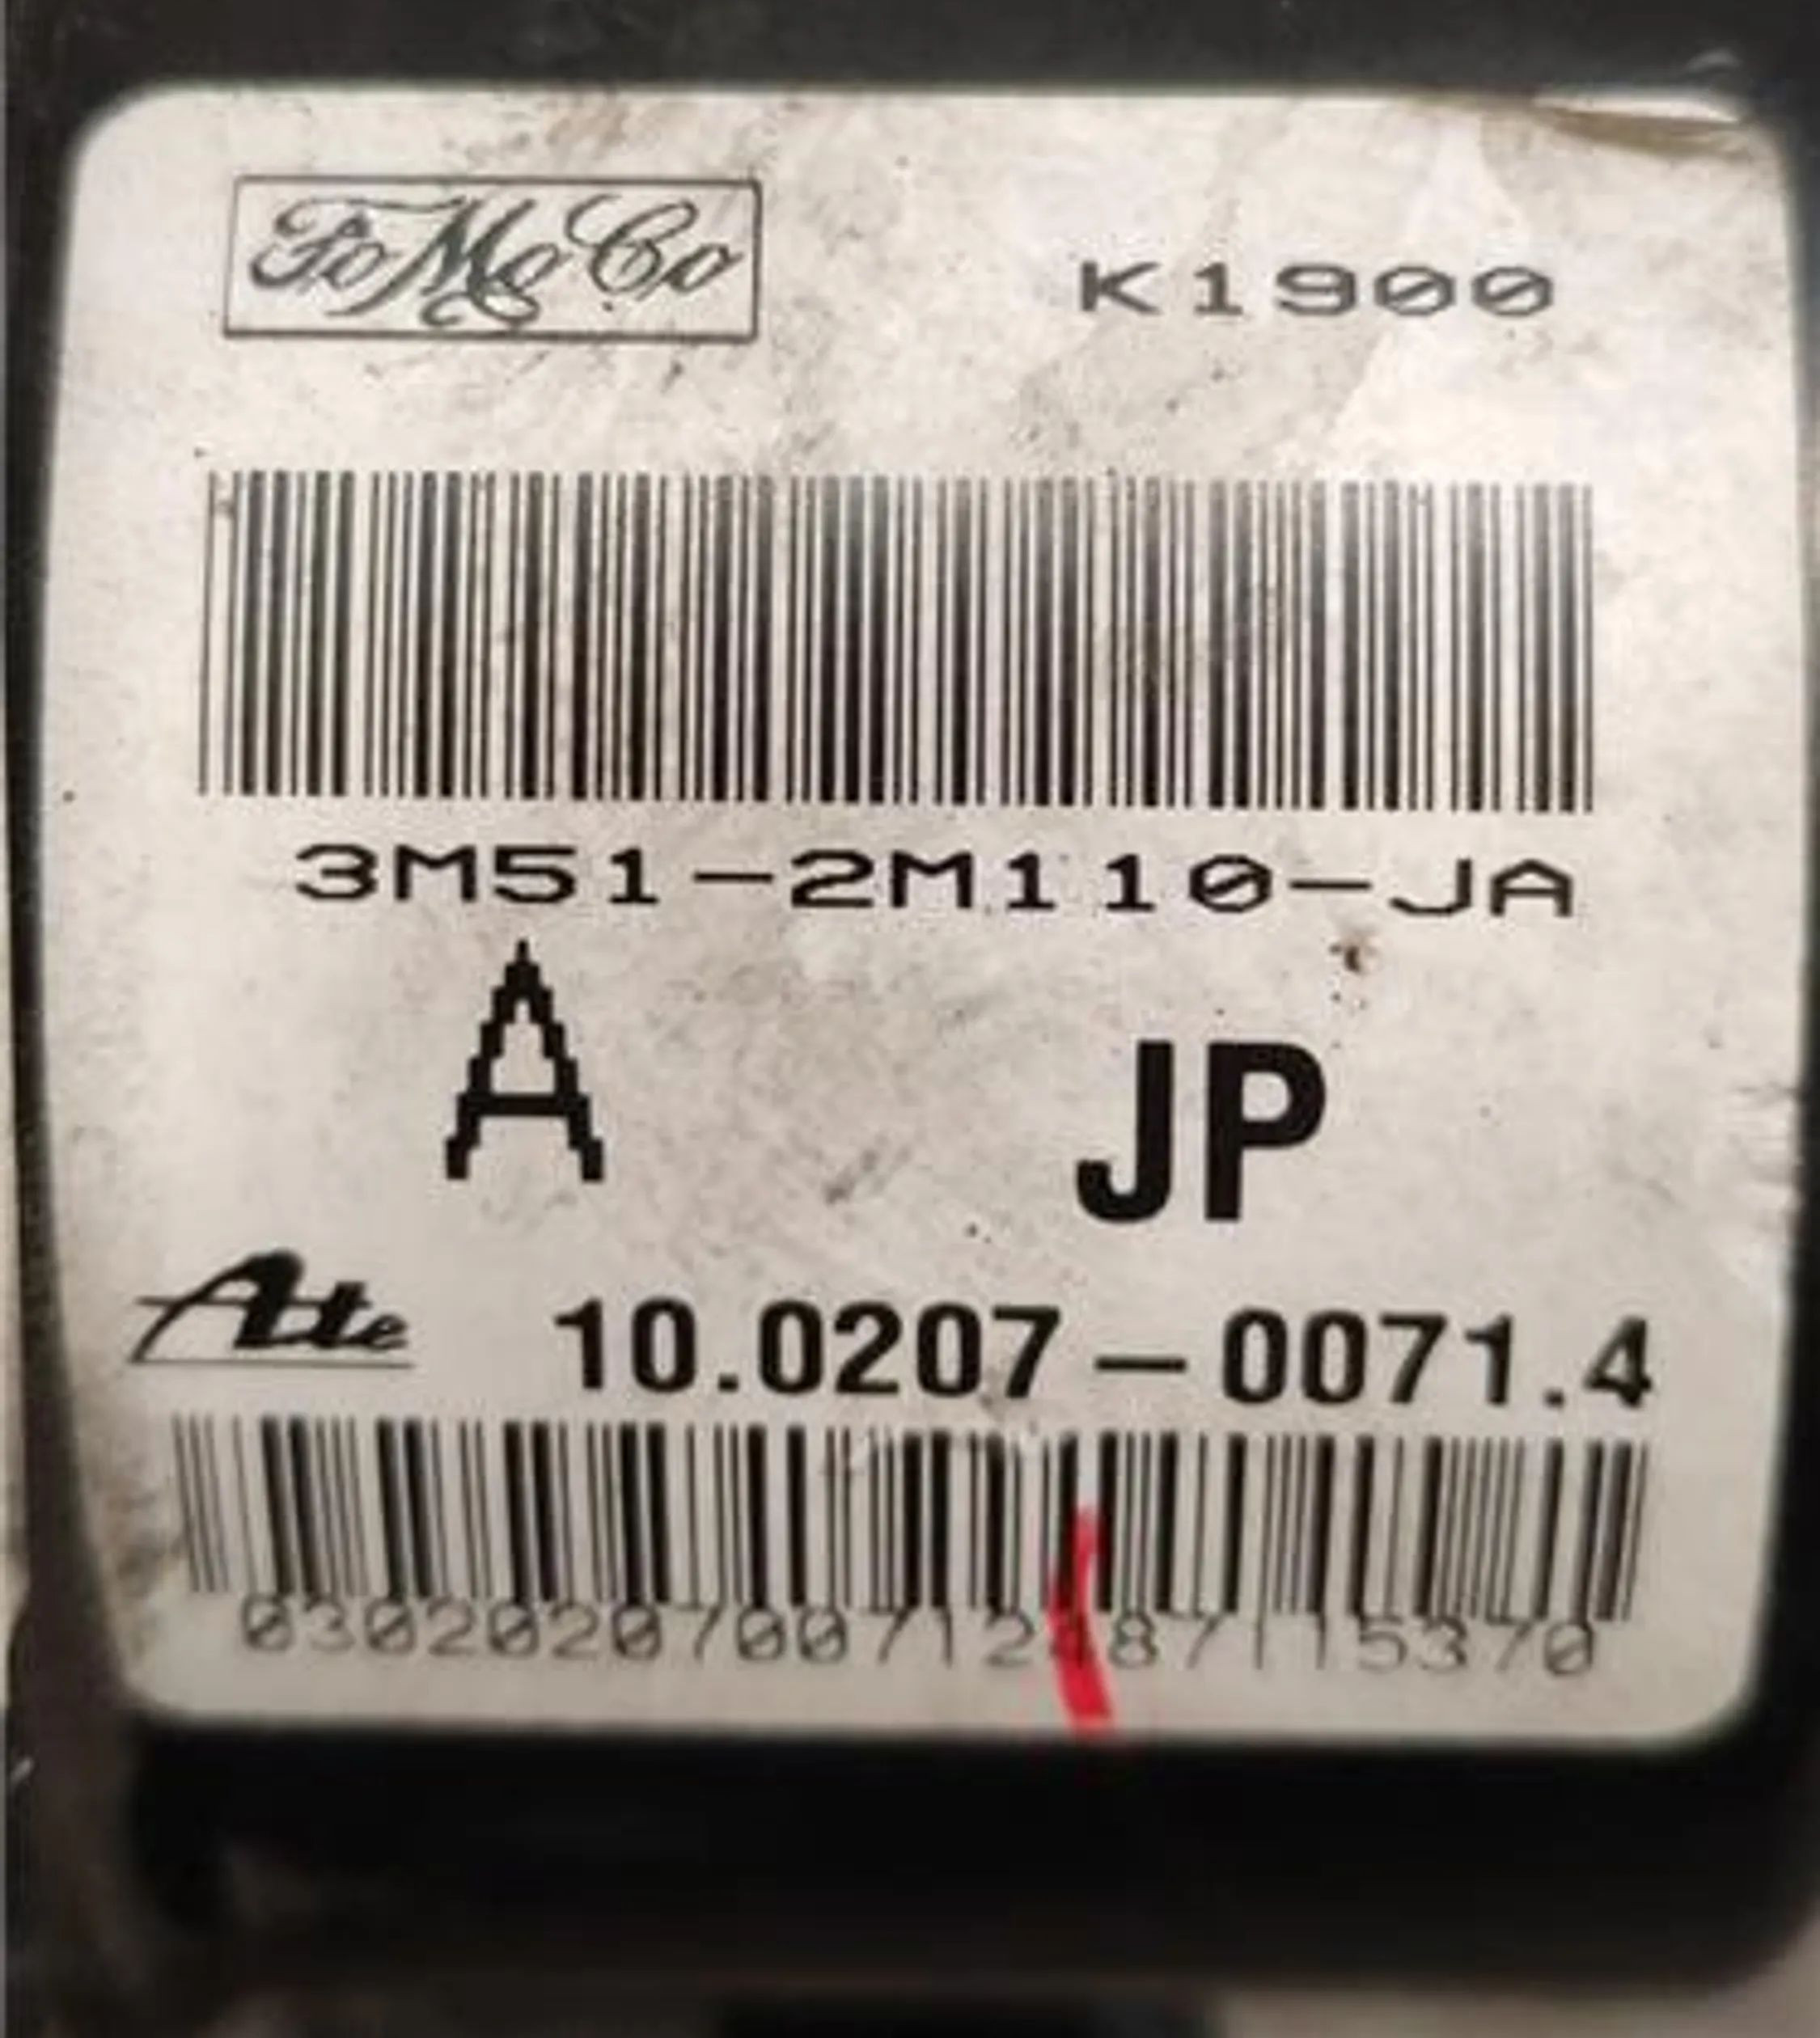 FoMoCo K1900
3M51-2M110-JA
A JP
Ate 10.0207-0071.4